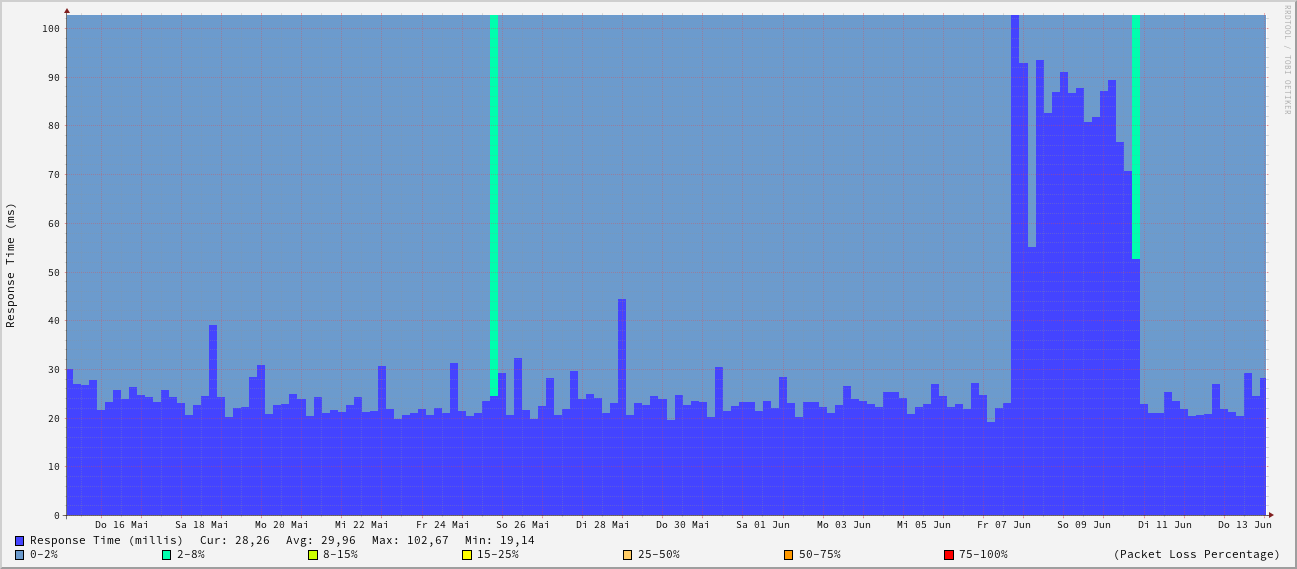 RRDTOOL / TOBI OETIKER
Response Time (ms)
100
90
80
70
60
50
40
30
20
10
0
Do 16 Mai Sa 18 Mai Mo 20 Mai Mi 22 Mai Fr 24 Mai So 26 Mai Di 28 Mai Do 30 Mai Sa 01 Jun Mo 03 Jun Mi 05 Jun Fr 07 Jun So 09 Jun Di 11 Jun Do 13 Jun
Response Time (millis) Cur: 28,26 Avg: 29,96 Max: 102,67 Min: 19,14
0-2% 2-8% 8-15% 15-25% 25-50% 50-75% 75-100% (Packet Loss Percentage)